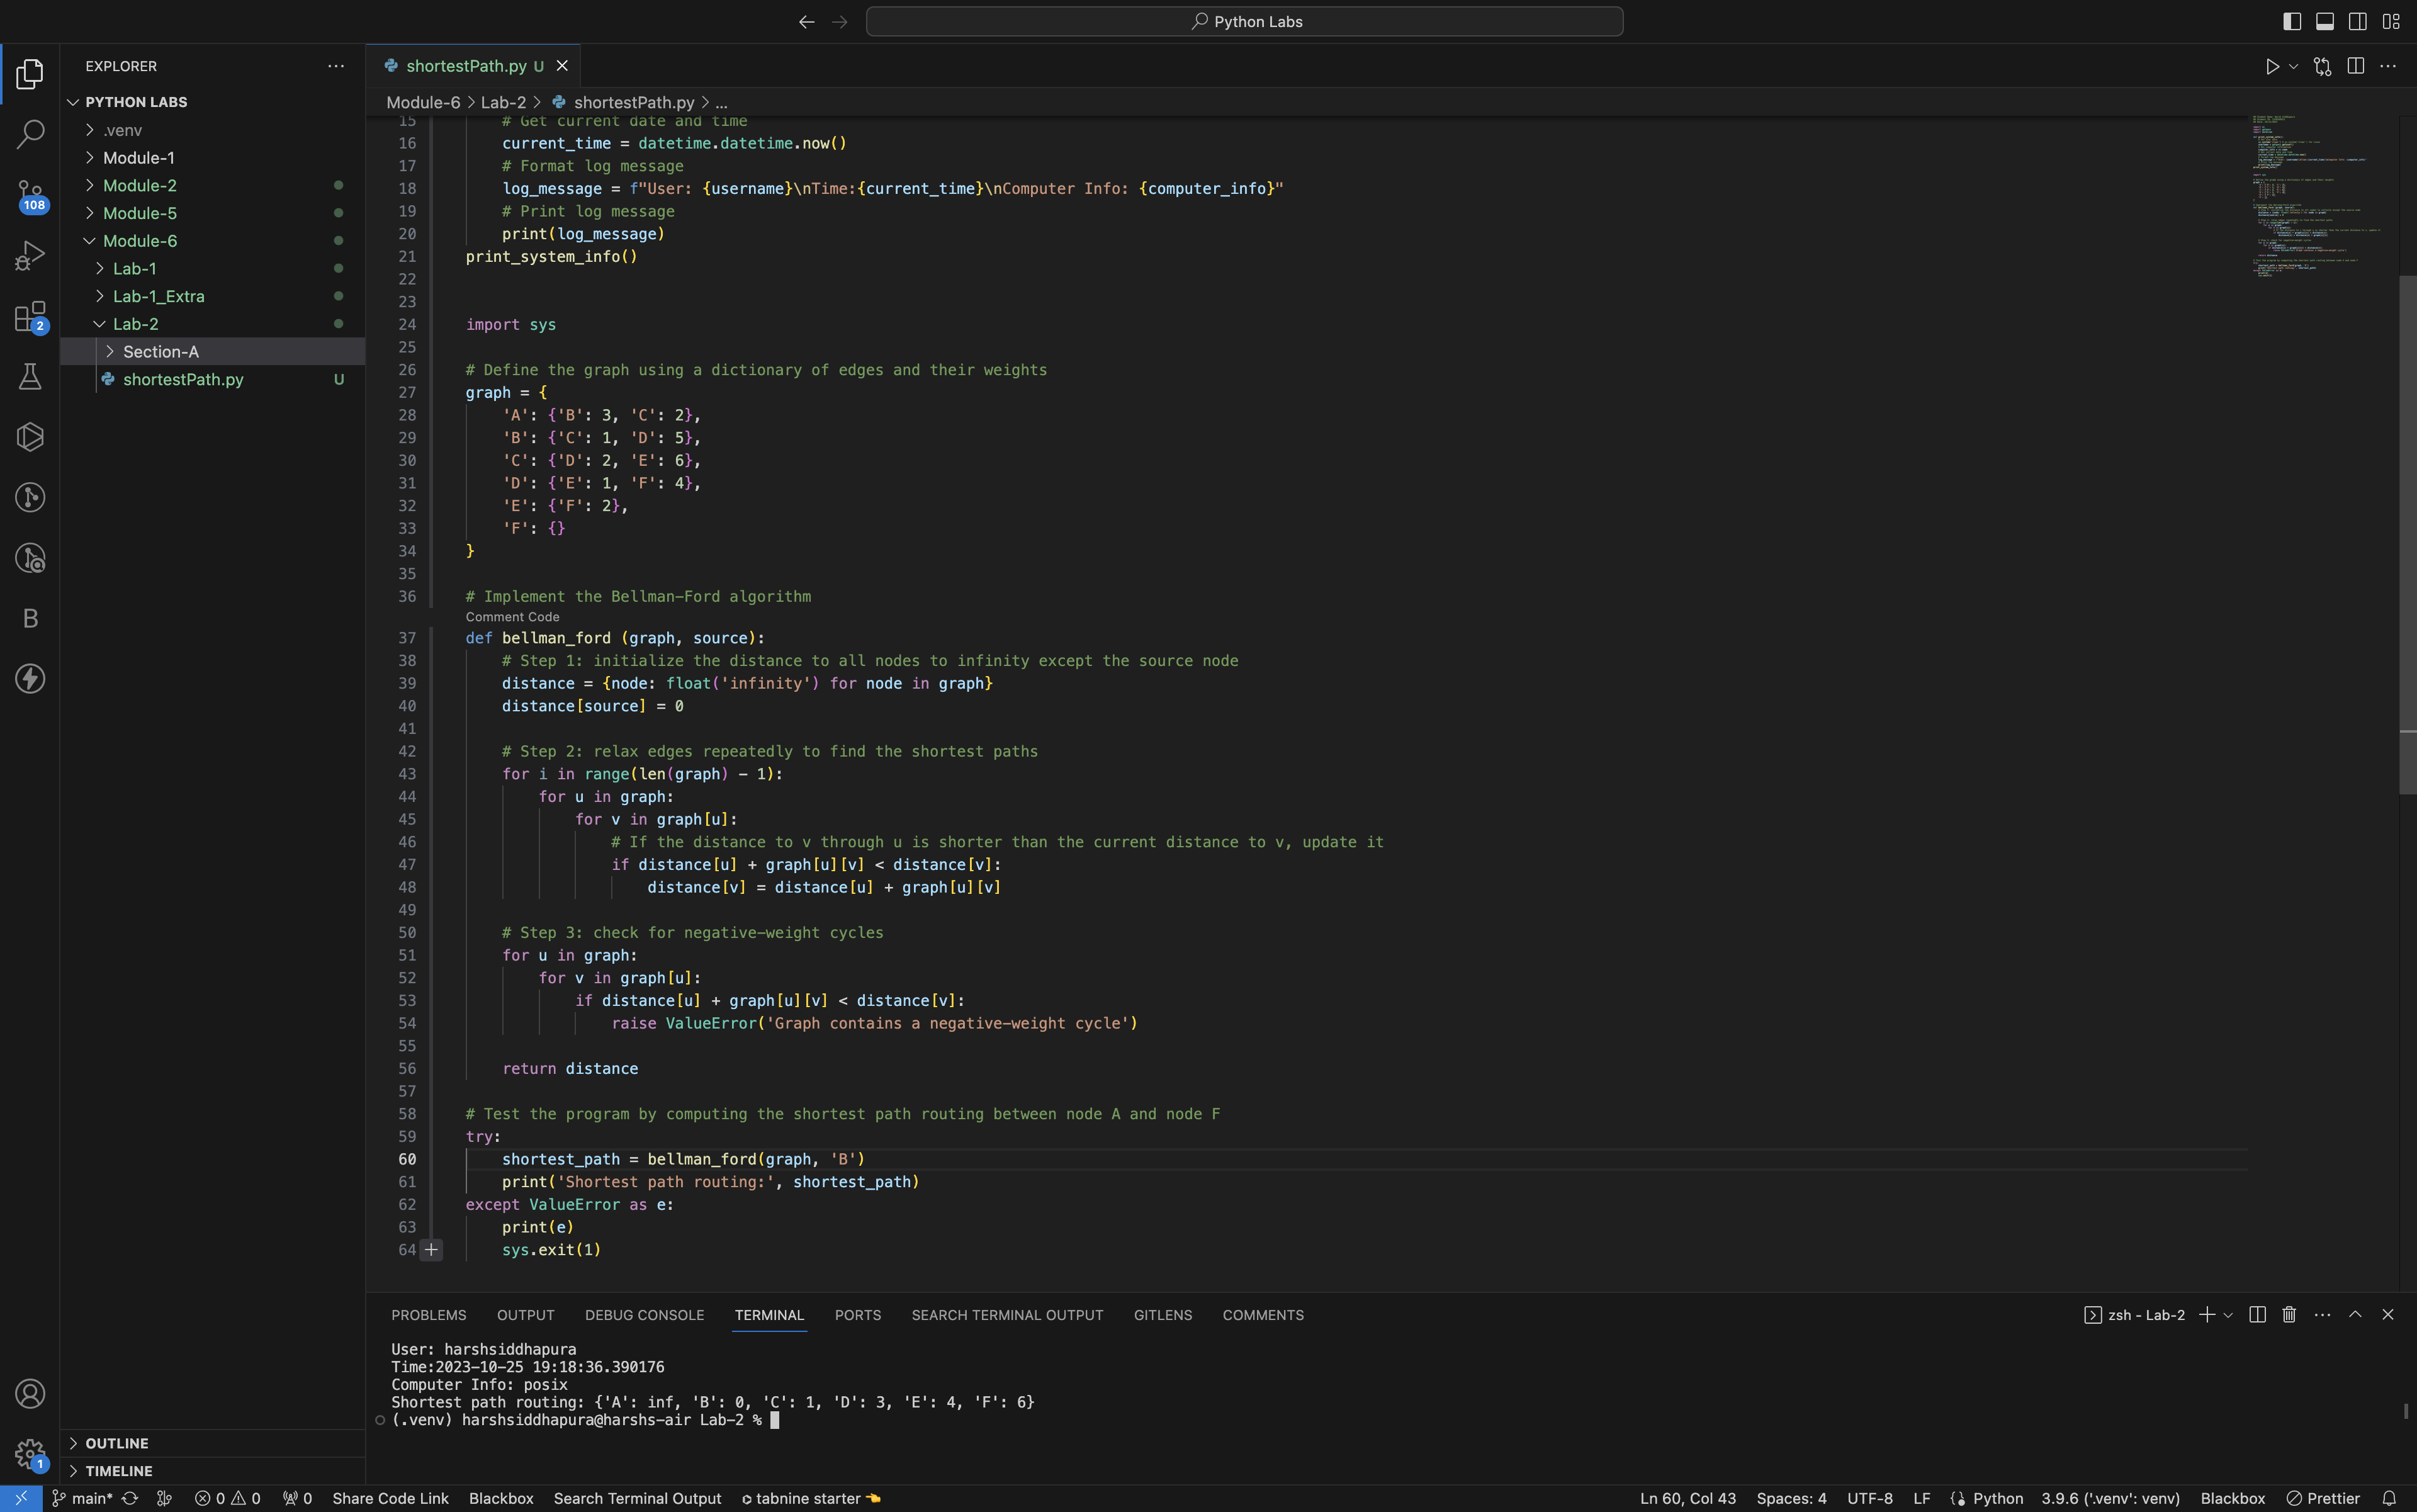 Python Labs
EXPLORER
PYTHON LABS
.venv
Module-1
Module-2
Module-5
Module-6
Lab-1
Lab-1_Extra
Lab-2
Section-A
shortestPath.py U
OUTLINE
TIMELINE
108
2
B
1
shortestPath.py U
Module-6 > Lab-2 > shortestPath.py > ...
15 # Get current date and time
16 current_time = datetime.datetime.now()
17 # Format log message
18 log_message = f"User: {username}\nTime:{current_time}\nComputer Info: {computer_info}"
19 # Print log message
20 print(log_message)
21 print_system_info()
22
23
24 import sys
25
26 # Define the graph using a dictionary of edges and their weights
27 graph = {
28 'A': {'B': 3, 'C': 2},
29 'B': {'C': 1, 'D': 5},
30 'C': {'D': 2, 'E': 6},
31 'D': {'E': 1, 'F': 4},
32 'E': {'F': 2},
33 'F': {}
34 }
35
36 # Implement the Bellman-Ford algorithm
Comment Code
37 def bellman_ford (graph, source):
38 # Step 1: initialize the distance to all nodes to infinity except the source node
39 distance = {node: float('infinity') for node in graph}
40 distance[source] = 0
41
42 # Step 2: relax edges repeatedly to find the shortest paths
43 for i in range(len(graph) - 1):
44 for u in graph:
45 for v in graph[u]:
46 # If the distance to v through u is shorter than the current distance to v, update it
47 if distance[u] + graph[u][v] < distance[v]:
48 distance[v] = distance[u] + graph[u][v]
49
50 # Step 3: check for negative-weight cycles
51 for u in graph:
52 for v in graph[u]:
53 if distance[u] + graph[u][v] < distance[v]:
54 raise ValueError('Graph contains a negative-weight cycle')
55
56 return distance
57
58 # Test the program by computing the shortest path routing between node A and node F
59 try:
60 shortest_path = bellman_ford(graph, 'B')
61 print('Shortest path routing:', shortest_path)
62 except ValueError as e:
63 print(e)
64 sys.exit(1)
PROBLEMS OUTPUT DEBUG CONSOLE TERMINAL PORTS SEARCH TERMINAL OUTPUT GITLENS COMMENTS
zsh - Lab-2
User: harshsiddhapura
Time:2023-10-25 19:18:36.390176
Computer Info: posix
Shortest path routing: {'A': inf, 'B': 0, 'C': 1, 'D': 3, 'E': 4, 'F': 6}
(.venv) harshsiddhapura@harshs-air Lab-2 %
main* 0 0 0 Share Code Link Blackbox Search Terminal Output tabnine starter Ln 60, Col 43 Spaces: 4 UTF-8 LF Python 3.9.6 ('.venv': venv) Blackbox Prettier